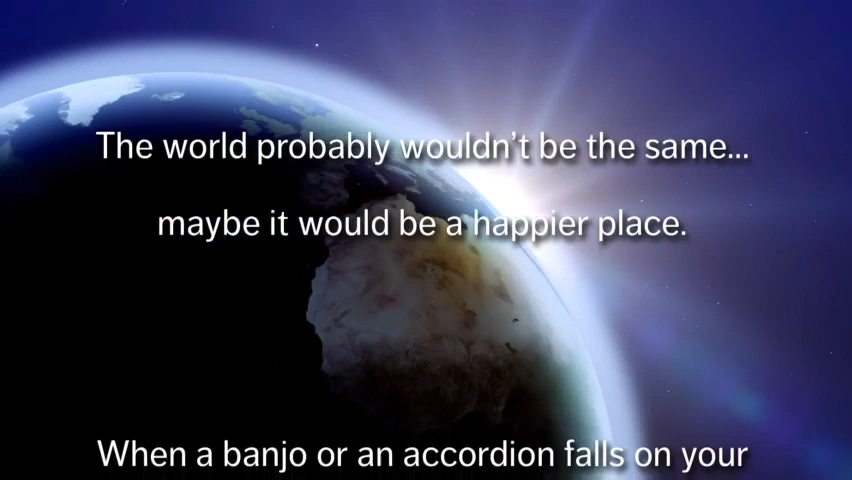 The world probably wouldn’t be the same...
maybe it would be a happier place.
When a banjo or an accordion falls on your